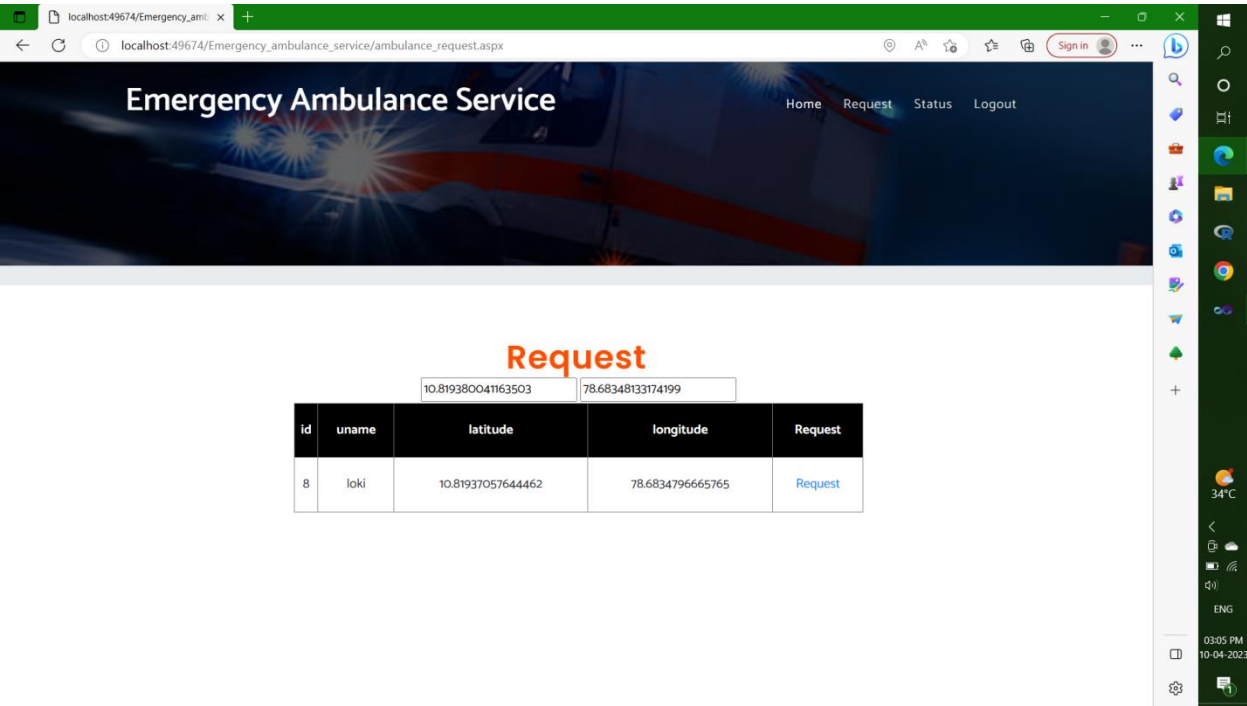 localhost:49674/Emergency_amb
localhost:49674/Emergency_ambulance_service/ambulance_request.aspx
Sign in
Emergency Ambulance Service
Home Request Status Logout
Request
10.819380041163503 78.68348133174199
id uname latitude longitude Request
8 loki 10.81937057644462 78.6834796665765 Request
34°C
ENG
03:05 PM
10-04-2023
1